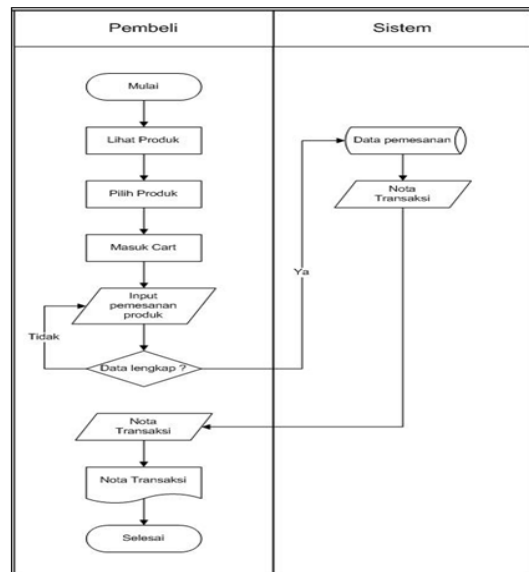 Pembeli
Sistem
Mulai
Lihat Produk
Pilih Produk
Masuk Cart
Input
pemesanan
produk
Tidak
Data lengkap ?
Ya
Data pemesanan
Nota
Transaksi
Nota
Transaksi
Nota Transaksi
Selesai